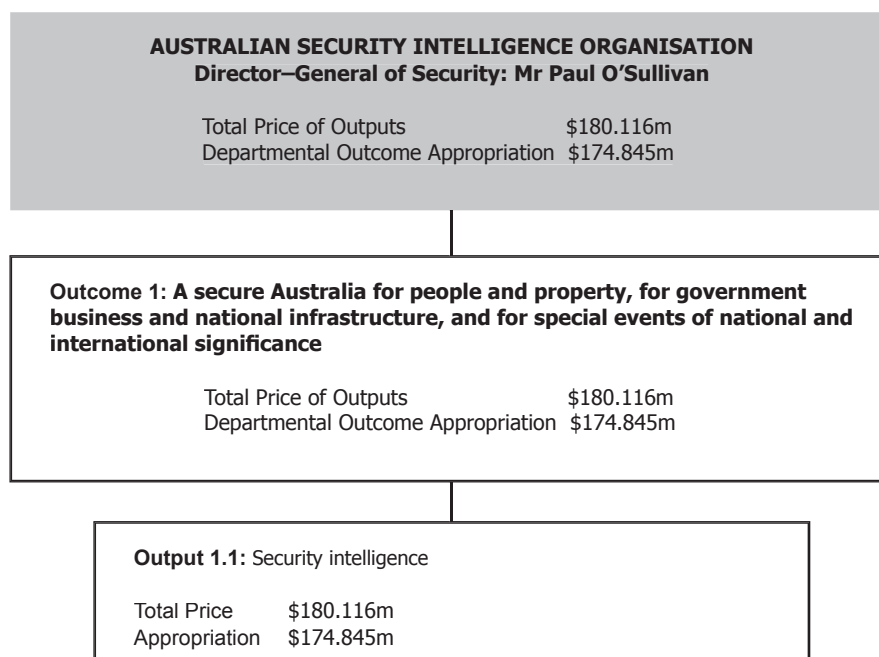 AUSTRALIAN SECURITY INTELLIGENCE ORGANISATION
Director–General of Security: Mr Paul O’Sullivan
Total Price of Outputs $180.116m
Departmental Outcome Appropriation $174.845m
Outcome 1: A secure Australia for people and property, for government
business and national infrastructure, and for special events of national and
international significance
Total Price of Outputs $180.116m
Departmental Outcome Appropriation $174.845m
Output 1.1: Security intelligence
Total Price $180.116m
Appropriation $174.845m